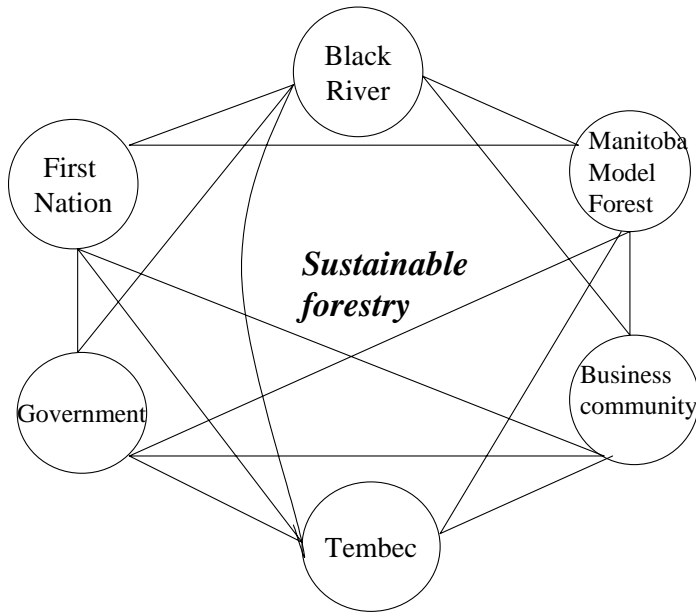 Black
River
First
Nation
Manitoba
Model
Forest
Sustainable
forestry
Government
Business
community
Tembec